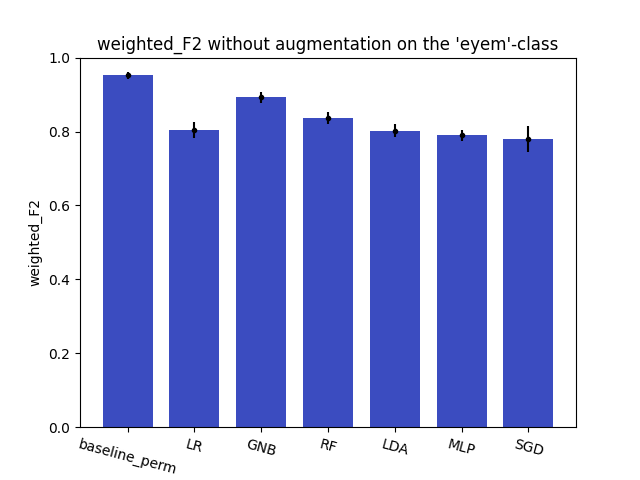 weighted_F2 without augmentation on the 'eyem'-class
weighted_F2
1.0
0.8
0.6
0.4
0.2
0.0
baseline_perm
LR
GNB
RF
LDA
MLP
SGD